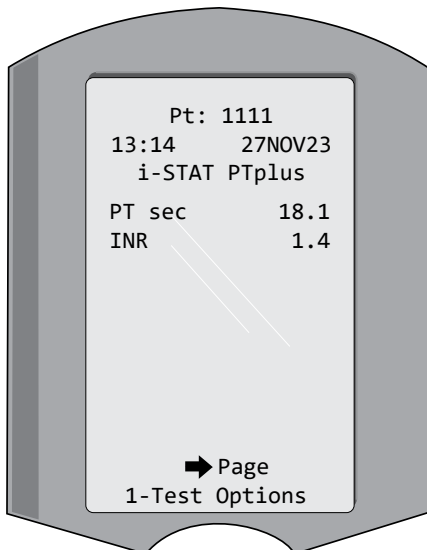 Pt: 1111
13:14 27NOV23
i-STAT PTplus
PT sec 18.1
INR 1.4
Page
1-Test Options